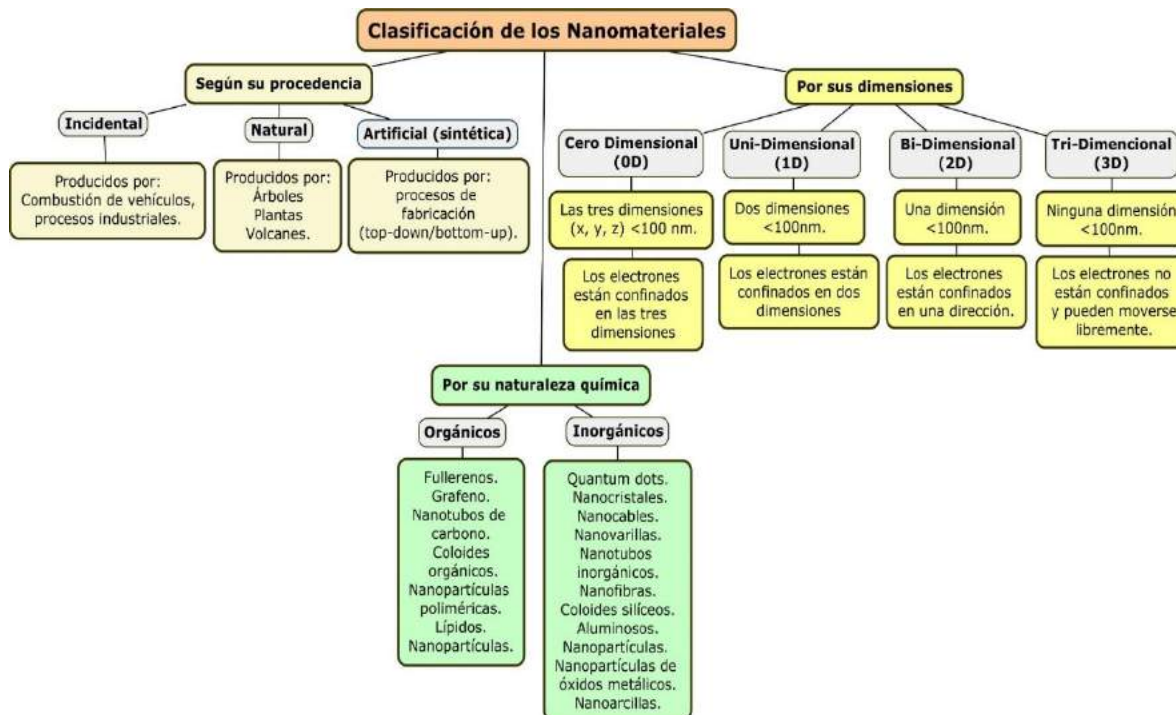 Clasificación de los Nanomateriales
Según su procedencia
Incidental
Producidos por:
Combustión de vehículos,
procesos industriales.
Natural
Producidos por:
Árboles
Plantas
Volcanes.
Artificial (sintética)
Producidos por:
procesos de
fabricación
(top-down/bottom-up).
Por sus dimensiones
Cero Dimensional
(0D)
Las tres dimensiones
(x, y, z) <100 nm.
Los electrones
están confinados
en las tres
dimensiones
Uni-Dimensional
(1D)
Dos dimensiones
<100nm.
Los electrones están
confinados en dos
dimensiones
Bi-Dimensional
(2D)
Una dimensión
<100nm.
Los electrones
están confinados
en una dirección.
Tri-Dimencional
(3D)
Ninguna dimensión
<100nm.
Los electrones no
están confinados
y pueden moverse
libremente.
Por su naturaleza química
Orgánicos
Fullerenos.
Grafeno.
Nanotubos de
carbono.
Coloides
orgánicos.
Nanopartículas
poliméricas.
Lípidos.
Nanopartículas.
Inorgánicos
Quantum dots.
Nanocristales.
Nanocables.
Nanovarillas.
Nanotubos
inorgánicos.
Nanofibras.
Coloides silíceos.
Aluminosos.
Nanopartículas.
Nanopartículas de
óxidos metálicos.
Nanoarcillas.